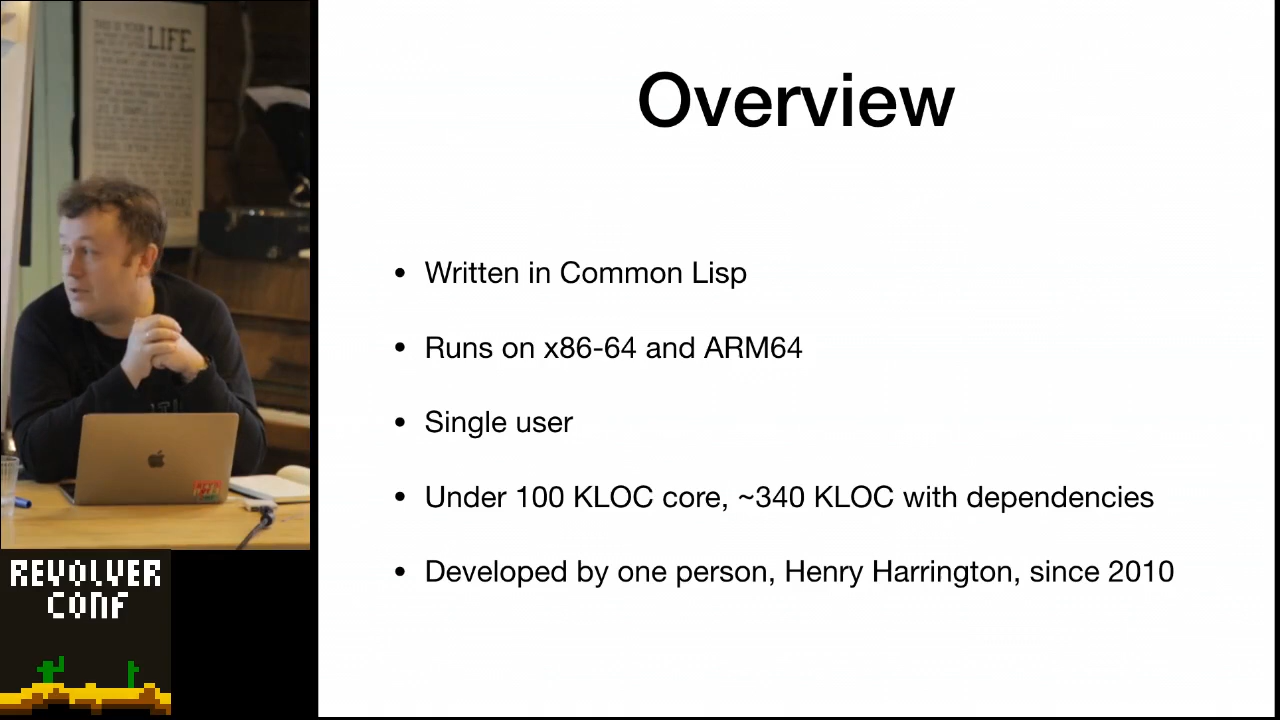 LIFE.
REVOLVER
CONF
Overview
• Written in Common Lisp
• Runs on x86-64 and ARM64
• Single user
• Under 100 KLOC core, ~340 KLOC with dependencies
• Developed by one person, Henry Harrington, since 2010